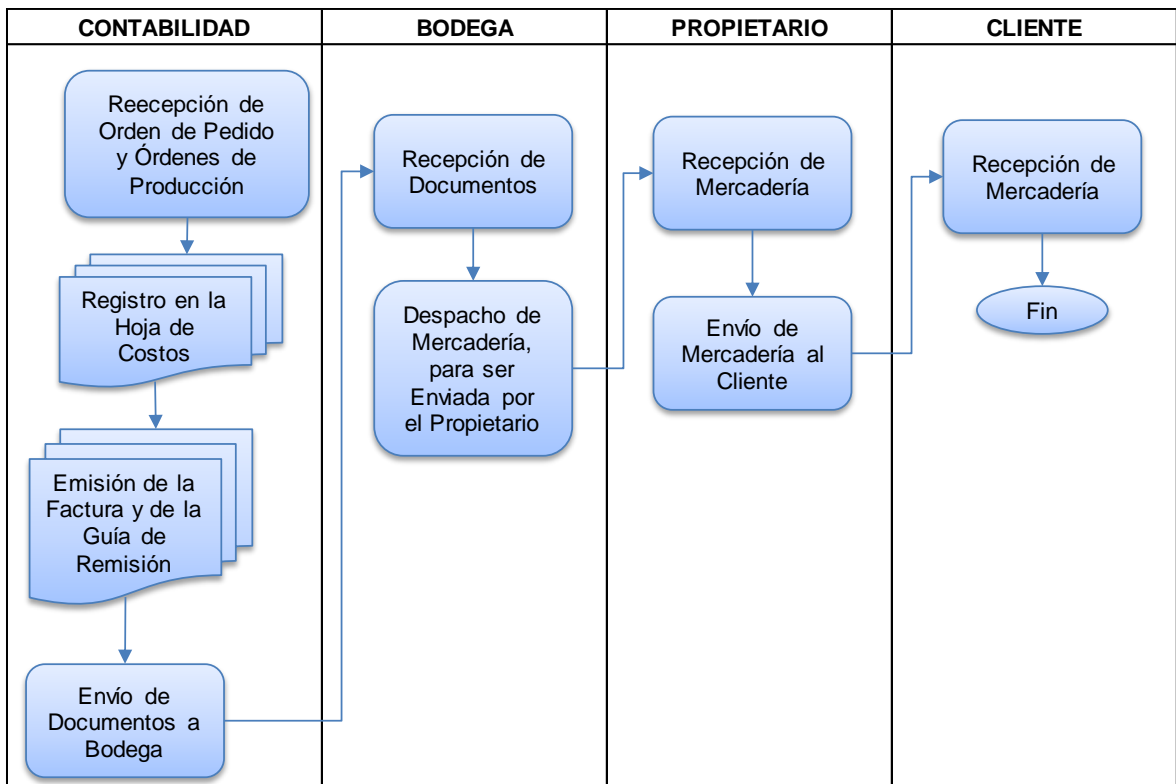 CONTABILIDAD
BODEGA
PROPIETARIO
CLIENTE
Reecepción de
Orden de Pedido
y Órdenes de
Producción
Registro en la
Hoja de
Costos
Emisión de la
Factura y de la
Guía de
Remisión
Envío de
Documentos a
Bodega
Recepción de
Documentos
Despacho de
Mercadería,
para ser
Enviada por
el Propietario
Recepción de
Mercadería
Envío de
Mercadería al
Cliente
Recepción de
Mercadería
Fin